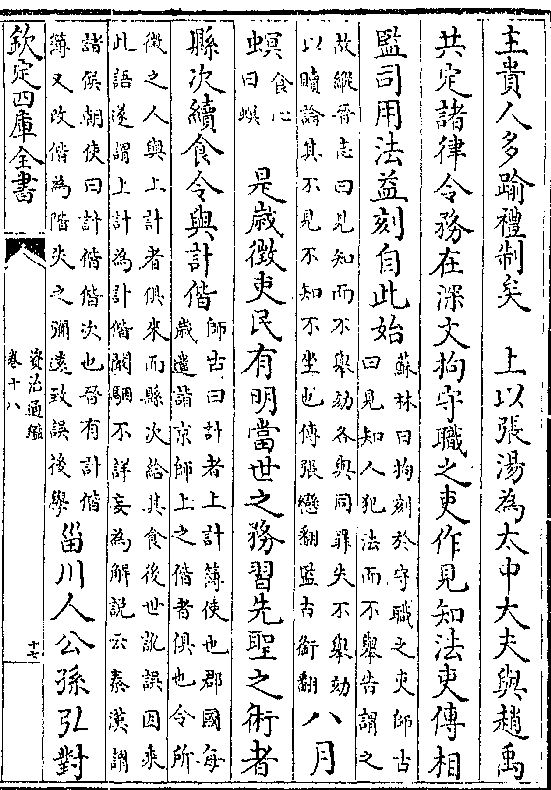 主貴人多踰禮制矣　上以張湯為太中大夫與趙禹
共定諸律令務在深文拘守職之吏作見知法吏傳相
監司用法益刻自此始
蘇林曰拘刻於守職之吏師古
曰見知人犯法而不舉告謂之
故縱晉志曰見知而不舉劾各與同罪失不舉劾
以贖論其不見不知不坐也傳張戀翻監古銜翻
八月
螟
食心
曰螟
是歲徵吏民有明當世之務習先聖之術者
縣次續食令與計偕
師古曰計者上計簿使也郡國每
歲遣詣京師上之偕者俱也令所
徵之人與上計者俱來而縣次給其食後世訛誤因承
此語遂謂上計為計偕闞駰不詳妄為解説云秦漢謂
諸侯朝使曰計偕偕次也晉有計偕
簿又改偕為階失之彌遠致誤後學
菑川人公孫弘對
欽定四庫全書
資治通鑑
卷十八
十七